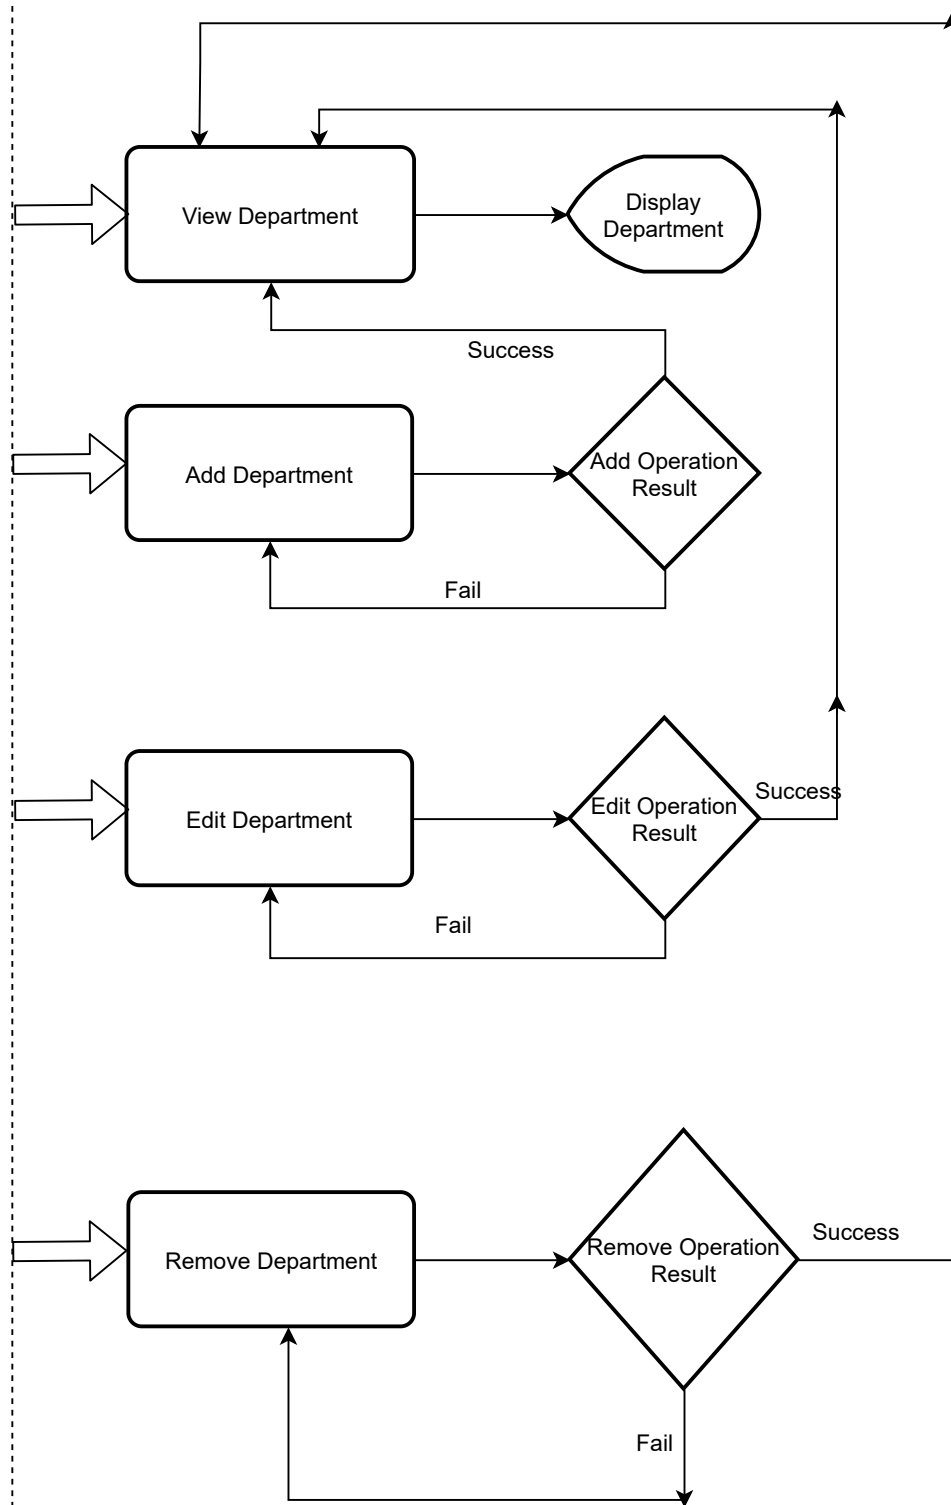 View Department
Display
Department
Success
Add Department
Add Operation
Result
Fail
Edit Department
Edit Operation
Result
Success
Fail
Remove Department
Remove Operation
Result
Success
Fail